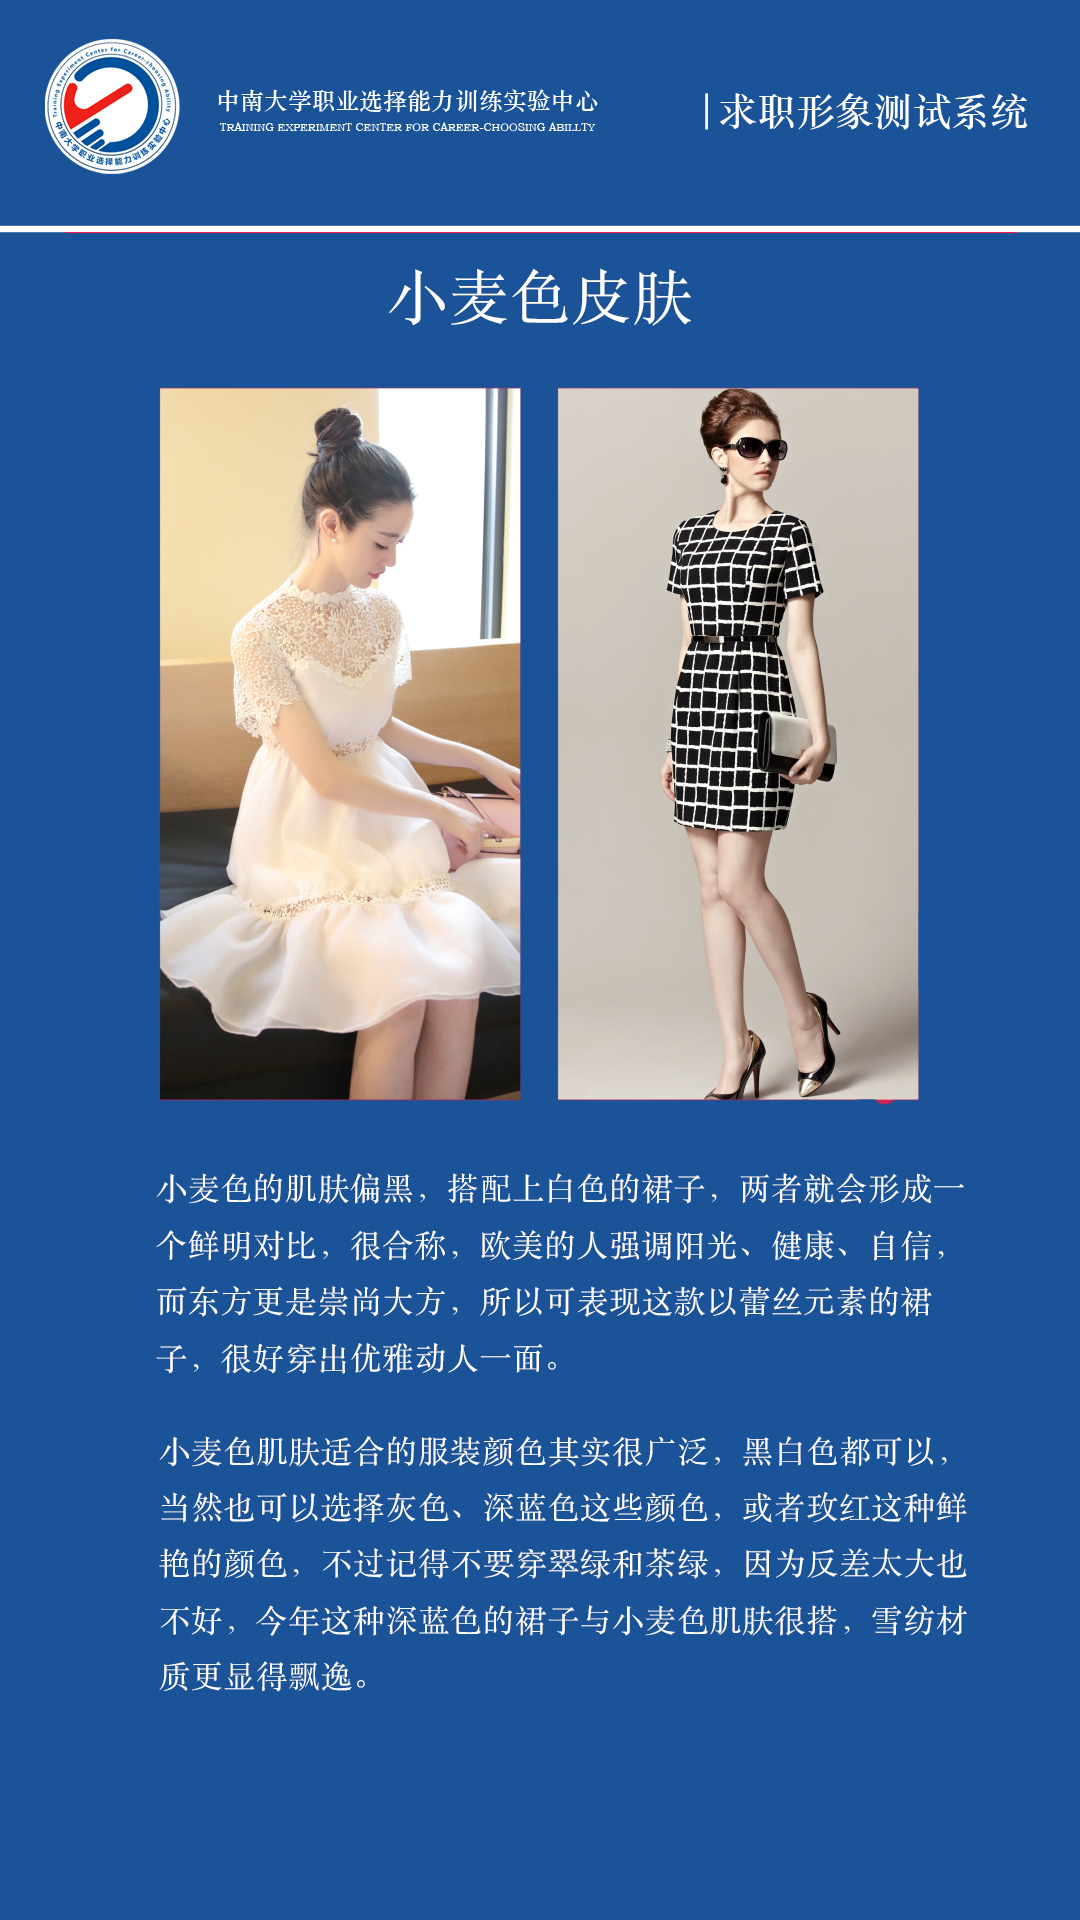 Training Experiment Center for Career-choosing Ability
中南大学职业选择能力训练实验中心
中南大学职业选择能力训练实验中心
TRAINING EXPERIMENT CENTER FOR CAREER-CHOOSING ABILLTY
|求职形象测试系统
小麦色皮肤
小麦色的肌肤偏黑，搭配上白色的裙子，两者就会形成一
个鲜明对比，很合称，欧美的人强调阳光、健康、自信，
而东方更是崇尚大方，所以可表现这款以蕾丝元素的裙
子，很好穿出优雅动人一面。
小麦色肌肤适合的服装颜色其实很广泛，黑白色都可以，
当然也可以选择灰色、深蓝色这些颜色，或者玫红这种鲜
艳的颜色，不过记得不要穿翠绿和茶绿，因为反差太大也
不好，今年这种深蓝色的裙子与小麦色肌肤很搭，雪纺材
质更显得飘逸。